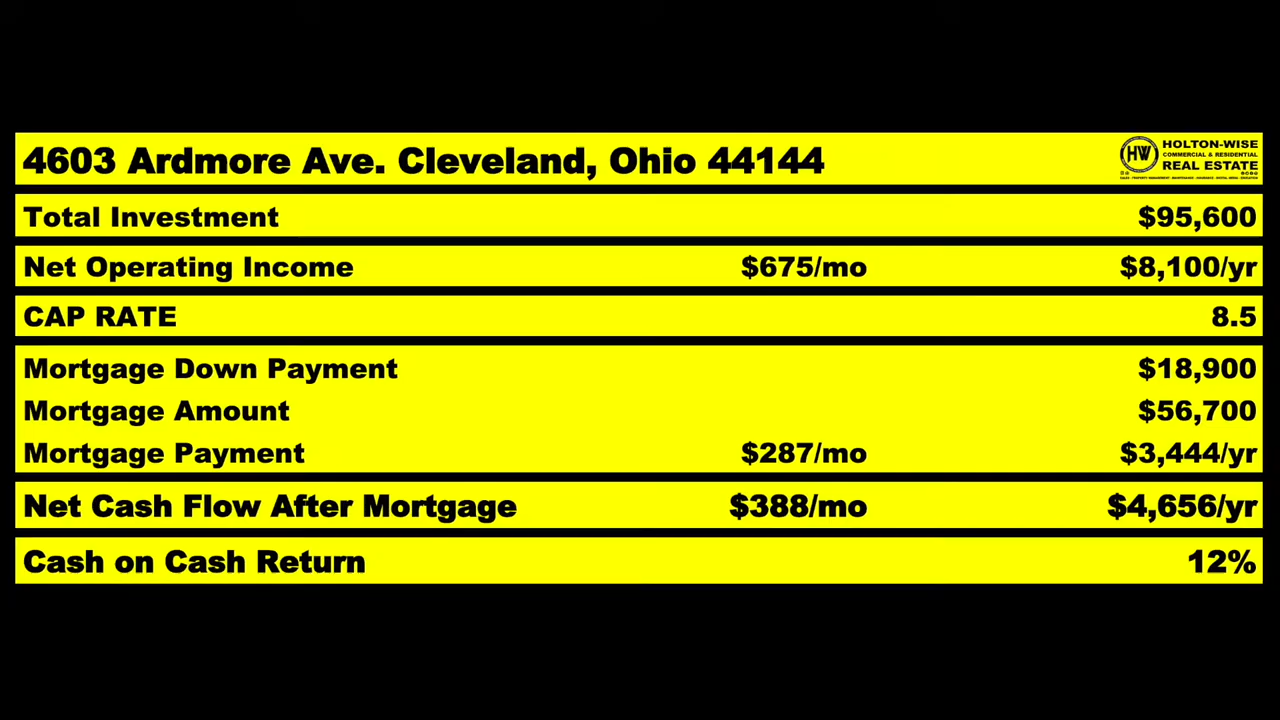 4603 Ardmore Ave. Cleveland, Ohio 44144
HW
HOLTON-WISE
COMMERCIAL & RESIDENTIAL
REAL ESTATE
Total Investment $95,600
Net Operating Income $675/mo $8,100/yr
CAP RATE 8.5
Mortgage Down Payment $18,900
Mortgage Amount $56,700
Mortgage Payment $287/mo $3,444/yr
Net Cash Flow After Mortgage $388/mo $4,656/yr
Cash on Cash Return 12%